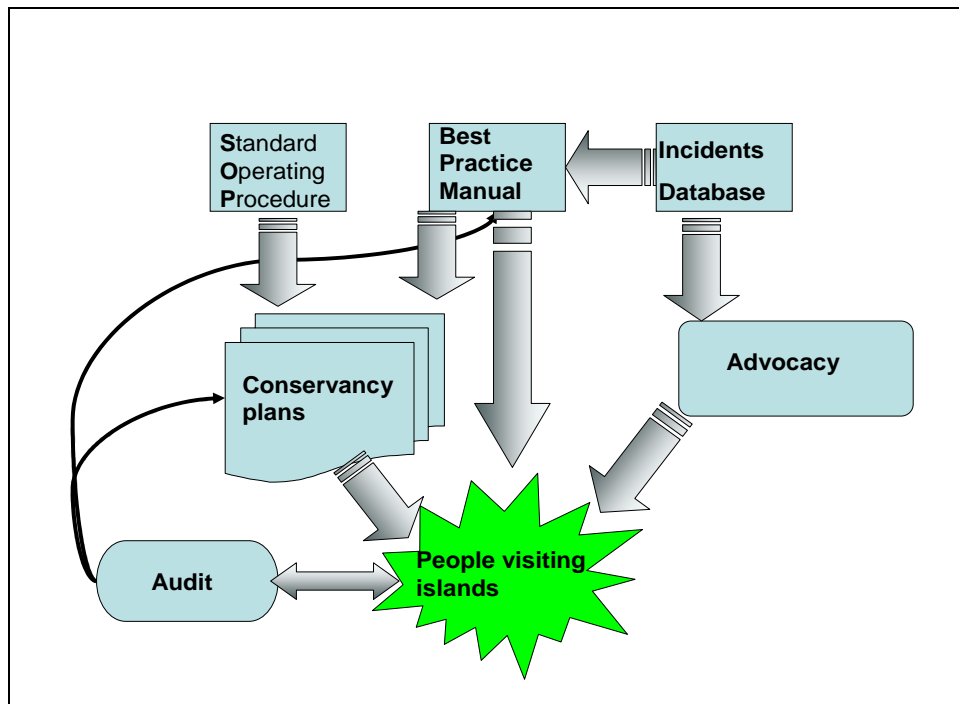 Standard
Operating
Procedure
Best
Practice
Manual
Incidents
Database
Conservancy
plans
Advocacy
People visiting
islands
Audit